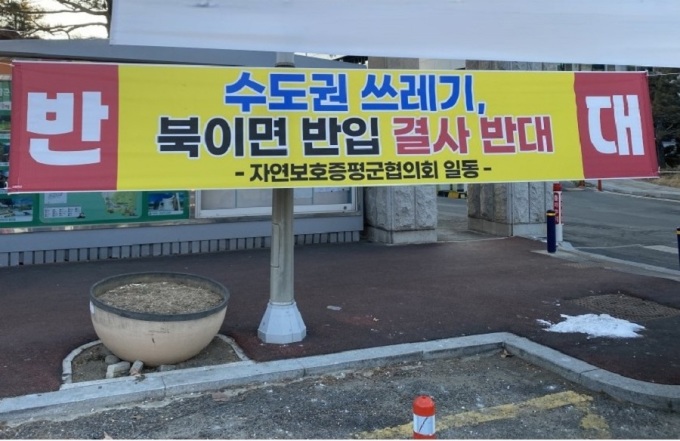 반 대
수도권 쓰레기,
북이면 반입 결사 반대
- 자연보호증평군협의회 일동 -